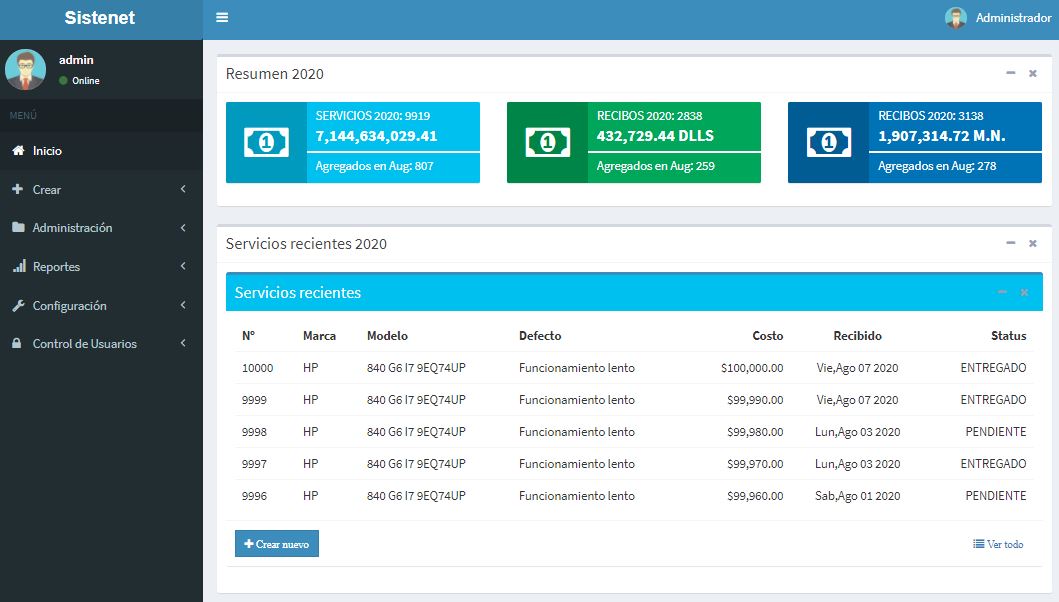 Sistenet
Administrador
admin
Online
MENÚ
Inicio
Crear
Administración
Reportes
Configuración
Control de Usuarios
Resumen 2020
SERVICIOS 2020: 9919
7,144,634,029.41
Agregados en Aug: 807
RECIBOS 2020: 2838
432,729.44 DLLS
Agregados en Aug: 259
RECIBOS 2020: 3138
1,907,314.72 M.N.
Agregados en Aug: 278
Servicios recientes 2020
Servicios recientes
N° Marca Modelo Defecto Costo Recibido Status
10000 HP 840 G6 I7 9EQ74UP Funcionamiento lento $100,000.00 Vie,Ago 07 2020 ENTREGADO
9999 HP 840 G6 I7 9EQ74UP Funcionamiento lento $99,990.00 Vie,Ago 07 2020 ENTREGADO
9998 HP 840 G6 I7 9EQ74UP Funcionamiento lento $99,980.00 Lun,Ago 03 2020 PENDIENTE
9997 HP 840 G6 I7 9EQ74UP Funcionamiento lento $99,970.00 Lun,Ago 03 2020 ENTREGADO
9996 HP 840 G6 I7 9EQ74UP Funcionamiento lento $99,960.00 Sab,Ago 01 2020 PENDIENTE
Crear nuevo
Ver todo